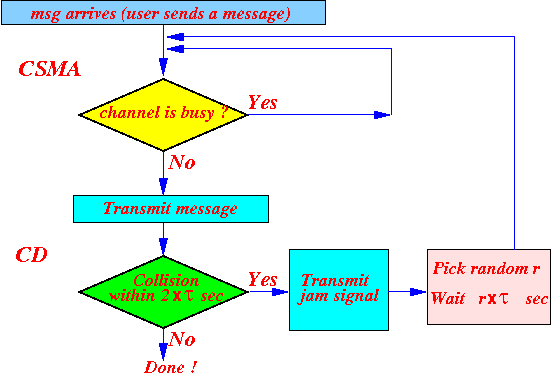 msg arrives (user sends a message)
CSMA
channel is busy ?
Yes
No
Transmit message
CD
Collision
within 2 x τ sec
Yes
Transmit
jam signal
Pick random r
Wait r x τ sec
No
Done !